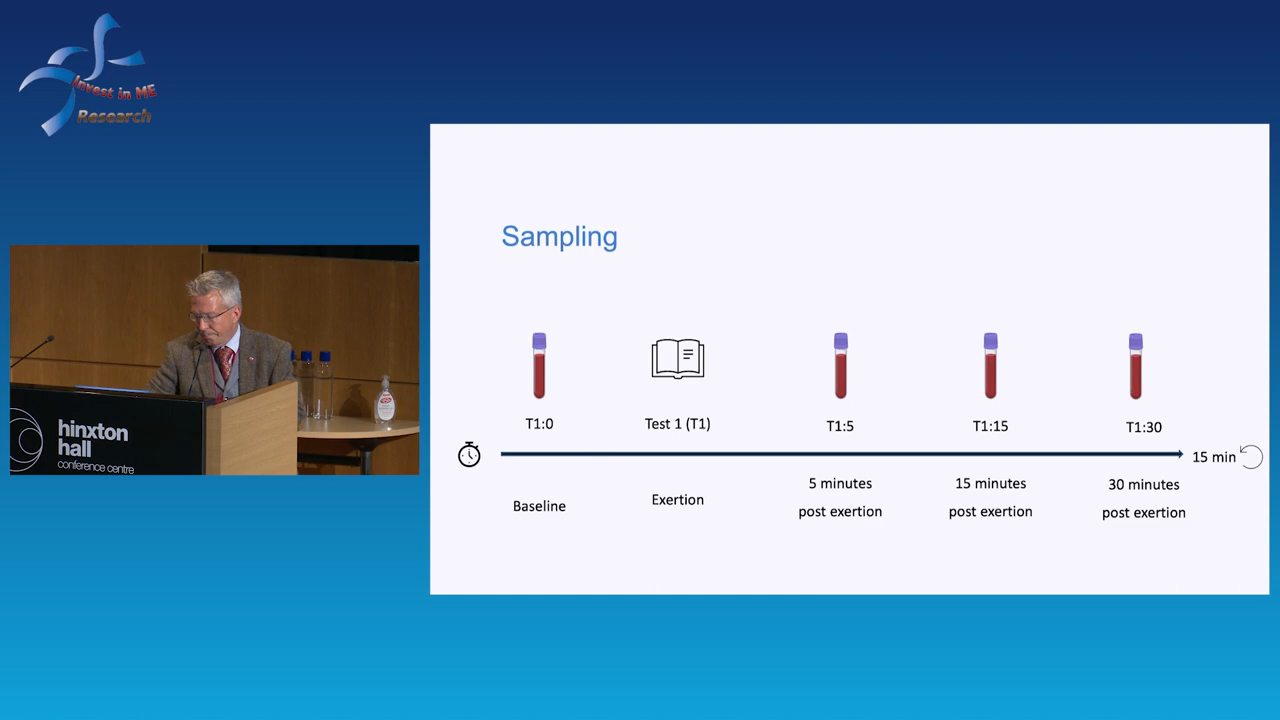 Invest in ME
Research
Sampling
T1:0
Test 1 (T1)
T1:5
T1:15
T1:30
15 min
Baseline
Exertion
5 minutes
post exertion
15 minutes
post exertion
30 minutes
post exertion
hinxton
hall
conference centre